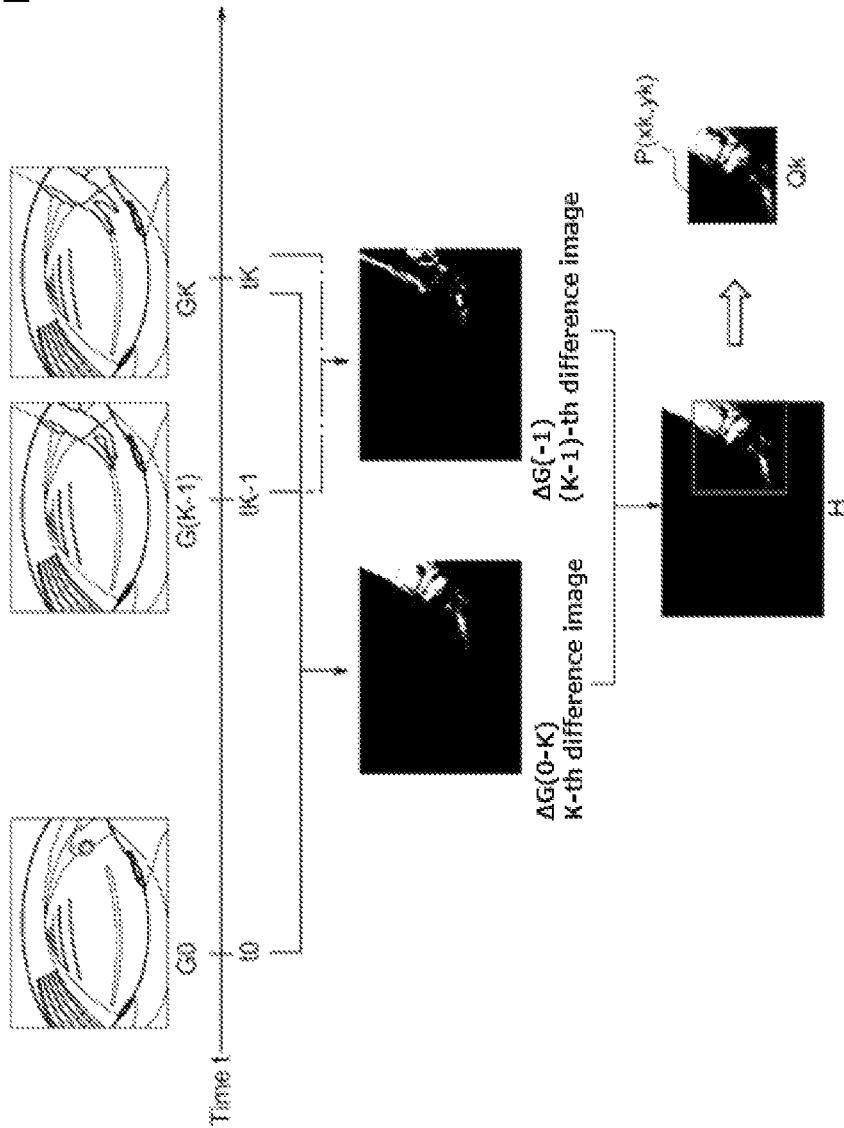 G0
G(K-1)
GK
Time t
t0
tK-1
tK
ΔG(0-K)
K-th difference image
ΔG(-1)
(K-1)-th difference image
H
P(xk,yk)
Qk